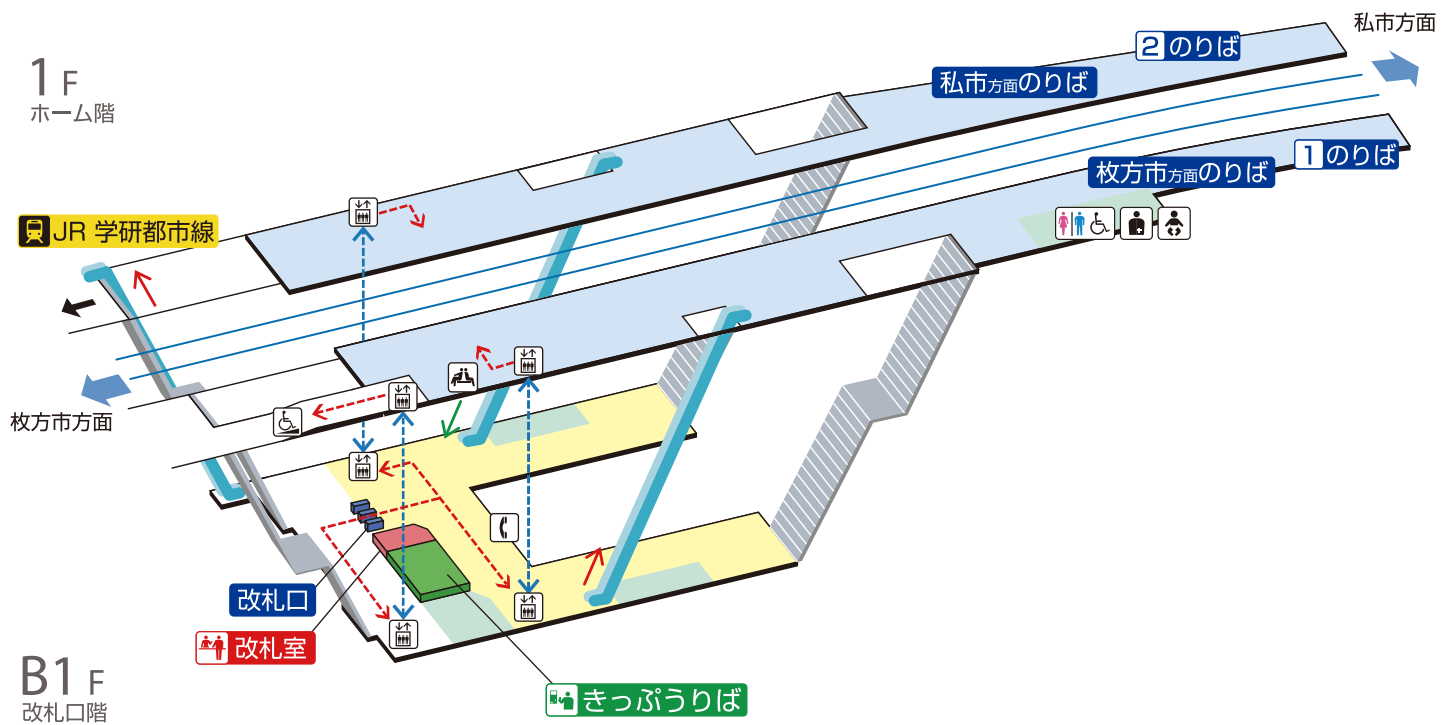 私市方面
2 のりば
1 F
ホーム階
私市方面のりば
1 のりば
枚方市方面のりば
JR 学研都市線
枚方市方面
改札口
改札室
B1 F
改札口階
きっぷうりば